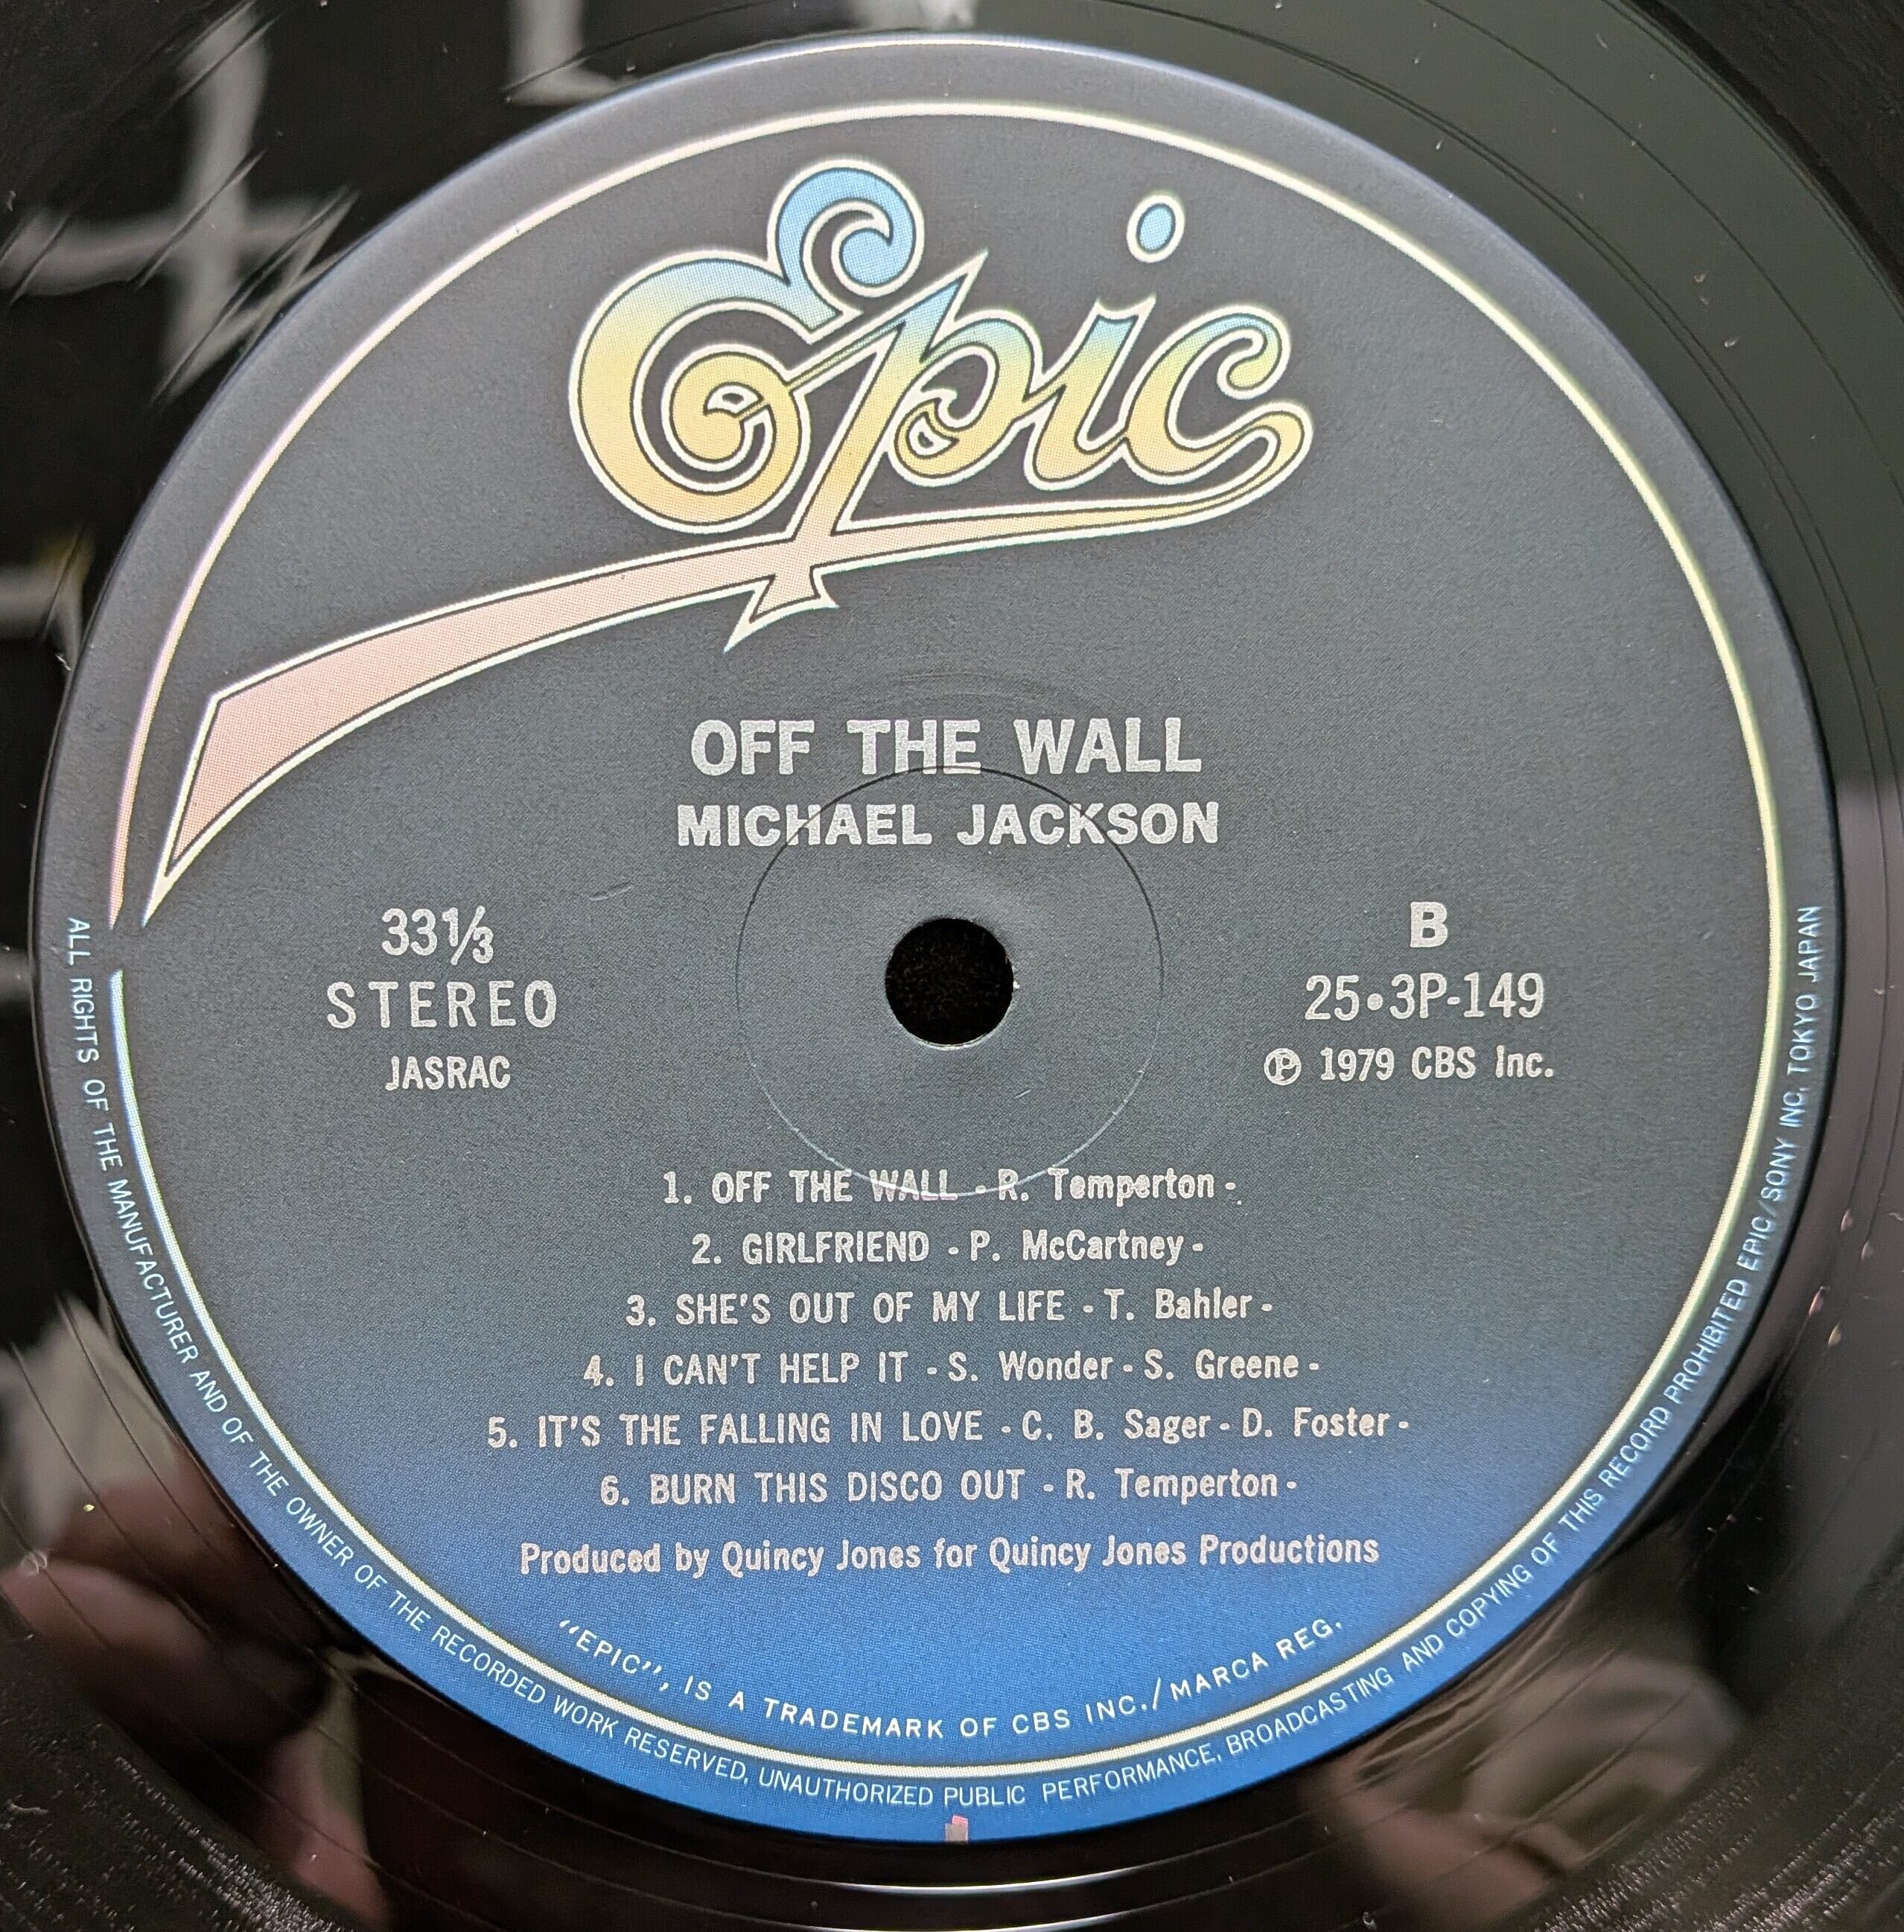 Epic
OFF THE WALL
MICHAEL JACKSON
33⅓
STEREO
JASRAC
B
25•3P-149
℗ 1979 CBS Inc.
1. OFF THE WALL - R. Temperton -
2. GIRLFRIEND - P. McCartney -
3. SHE'S OUT OF MY LIFE - T. Bahler -
4. I CAN'T HELP IT - S. Wonder - S. Greene -
5. IT'S THE FALLING IN LOVE - C. B. Sager - D. Foster -
6. BURN THIS DISCO OUT - R. Temperton -
Produced by Quincy Jones for Quincy Jones Productions
“EPIC”, IS A TRADEMARK OF CBS INC./MARCA REG.
ALL RIGHTS OF THE MANUFACTURER AND OF THE OWNER OF THE RECORDED WORK RESERVED, UNAUTHORIZED PUBLIC PERFORMANCE, BROADCASTING AND COPYING OF THIS RECORD PROHIBITED EPIC/SONY INC. TOKYO JAPAN